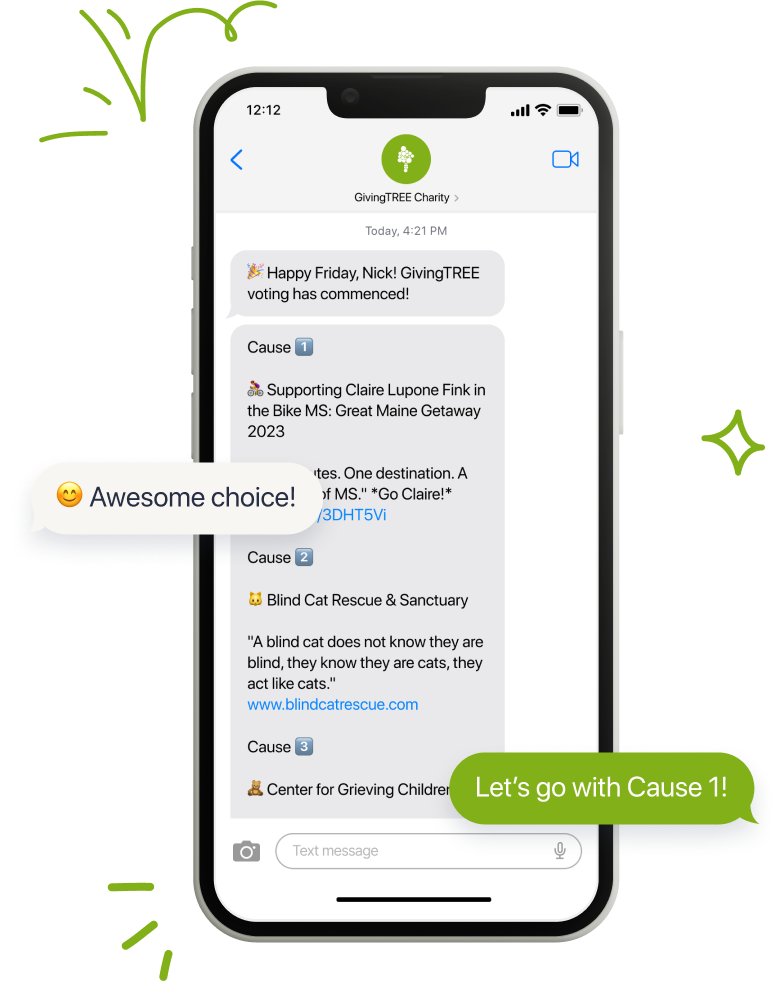 12:12
GivingTREE Charity
Today, 4:21 PM
🎉 Happy Friday, Nick! GivingTREE
voting has commenced!
Cause 1️⃣
🚴 Supporting Claire Lupone Fink in
the Bike MS: Great Maine Getaway
2023
One destination. A
of MS." *Go Claire!*
/3DHT5Vi
😊 Awesome choice!
Cause 2️⃣
🐱 Blind Cat Rescue & Sanctuary
"A blind cat does not know they are
blind, they know they are cats, they
act like cats."
www.blindcatrescue.com
Cause 3️⃣
🧸 Center for Grieving Children
Let's go with Cause 1!
Text message